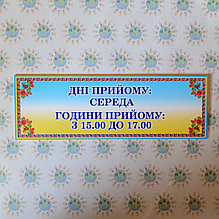 ДНІ ПРИЙОМУ:
СЕРЕДА
ГОДИНИ ПРИЙОМУ:
З 15.00 ДО 17.00